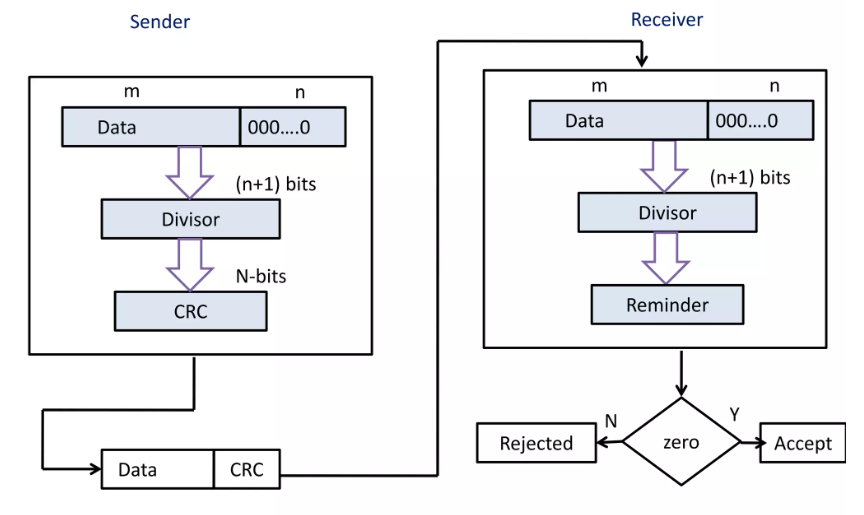 Sender
m n
Data 000....0
(n+1) bits
Divisor
N-bits
CRC
Data CRC
Receiver
m n
Data 000....0
(n+1) bits
Divisor
Reminder
N Y
Rejected zero Accept